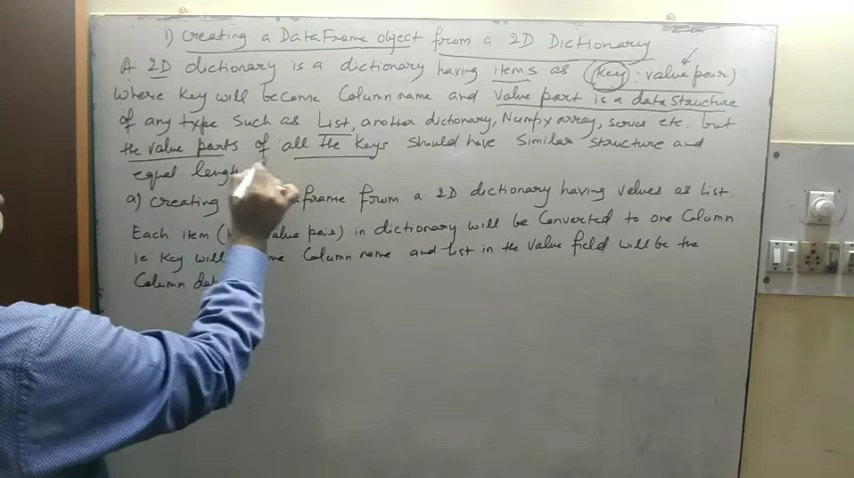 1) Creating a DataFrame object from a 2D Dictionary
A 2D dictionary is a dictionary having items as (key : value pair)
where key will become Column name and value part is a data structure
of any type such as List, another dictionary, Numpy array, series etc. but
the value parts of all the keys should have similar structure and
equal length
a) Creating frame from a 2D dictionary having values as List.
Each item ( value pair) in dictionary will be converted to one Column
ie key will Column name and List in the value field will be the
Column